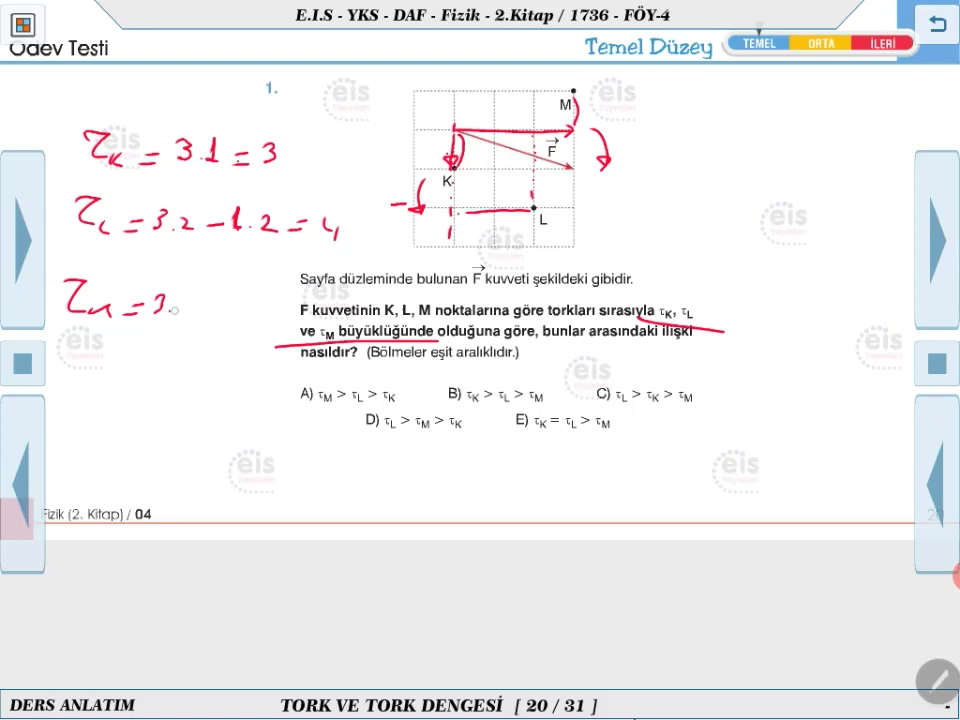 E.I.S - YKS - DAF - Fizik - 2.Kitap / 1736 - FÖY-4
Ödev Testi
Temel Düzey
TEMEL ORTA İLERİ
1.
M
F
K
L
τK = 3.1 = 3
τL = 3.2 - 1.2 = 4
τM = 3.
Sayfa düzleminde bulunan F kuvveti şekildeki gibidir.
F kuvvetinin K, L, M noktalarına göre torkları sırasıyla τK, τL
ve τM büyüklüğünde olduğuna göre, bunlar arasındaki ilişki
nasıldır? (Bölmeler eşit aralıklıdır.)
A) τM > τL > τK B) τK > τL > τM C) τL > τK > τM
D) τL > τM > τK E) τK = τL > τM
eis
Yayınları
Fizik (2. Kitap) / 04
DERS ANLATIM
TORK VE TORK DENGESİ [ 20 / 31 ]
-